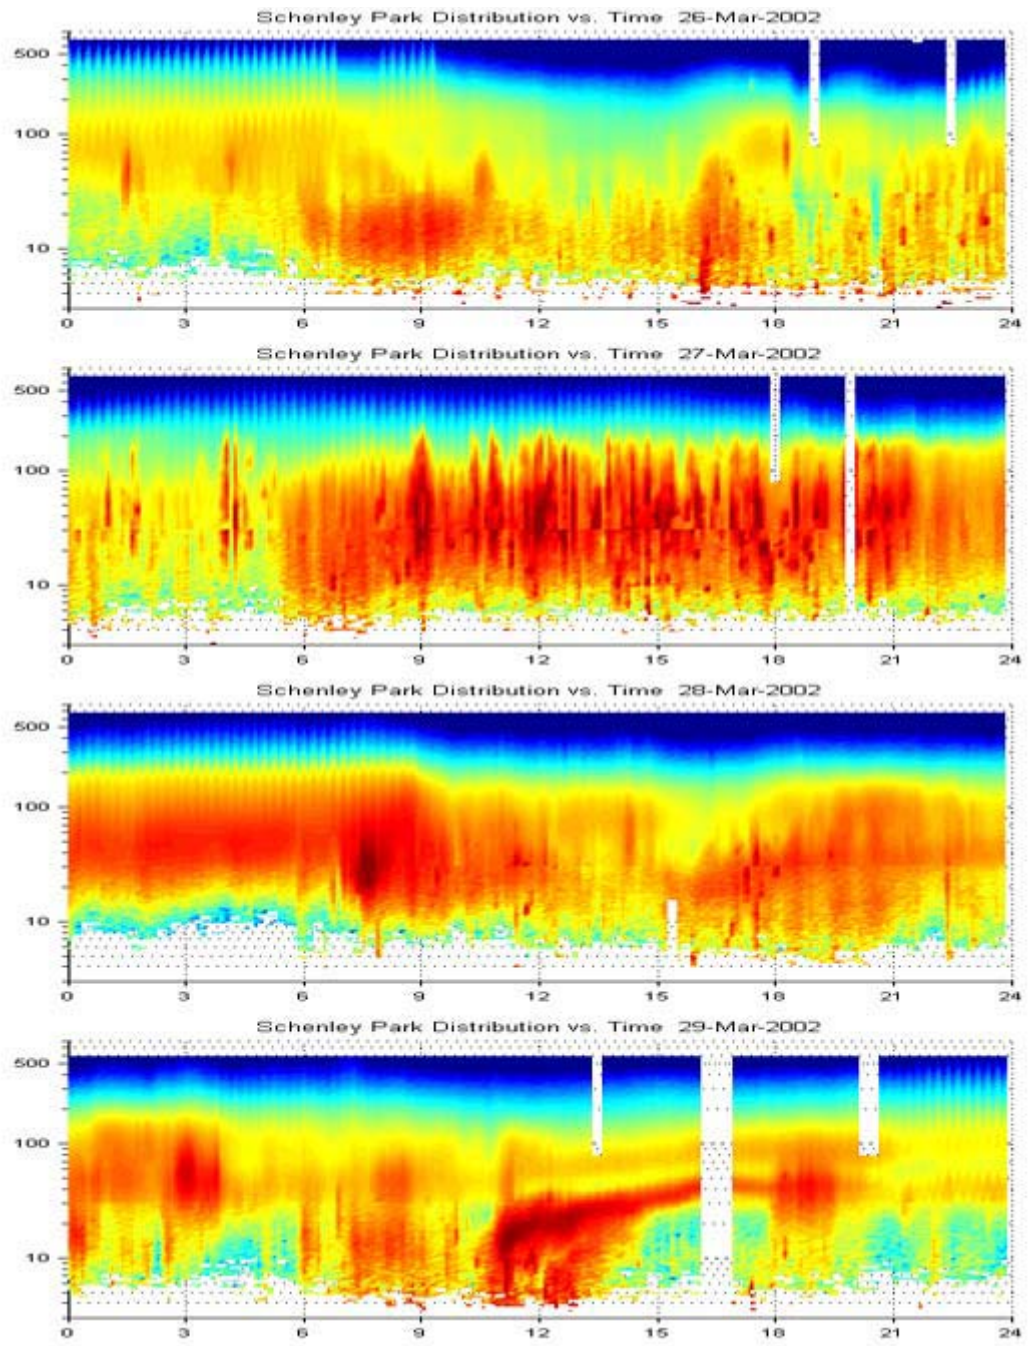 Schenley Park Distribution vs. Time 26-Mar-2002
500
100
10
0 3 6 9 12 15 18 21 24
Schenley Park Distribution vs. Time 27-Mar-2002
500
100
10
0 3 6 9 12 15 18 21 24
Schenley Park Distribution vs. Time 28-Mar-2002
500
100
10
0 3 6 9 12 15 18 21 24
Schenley Park Distribution vs. Time 29-Mar-2002
500
100
10
0 3 6 9 12 15 18 21 24